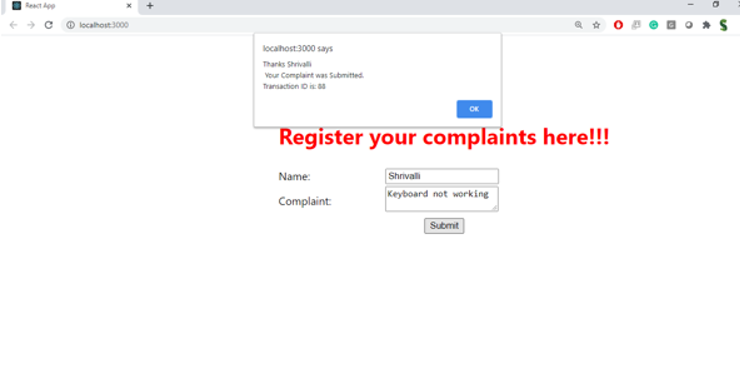 React App
localhost:3000
localhost:3000 says
Thanks Shrivalli
Your Complaint was Submitted.
Transaction ID is: 88
OK
Register your complaints here!!!
Name: Shrivalli
Complaint: Keyboard not working
Submit